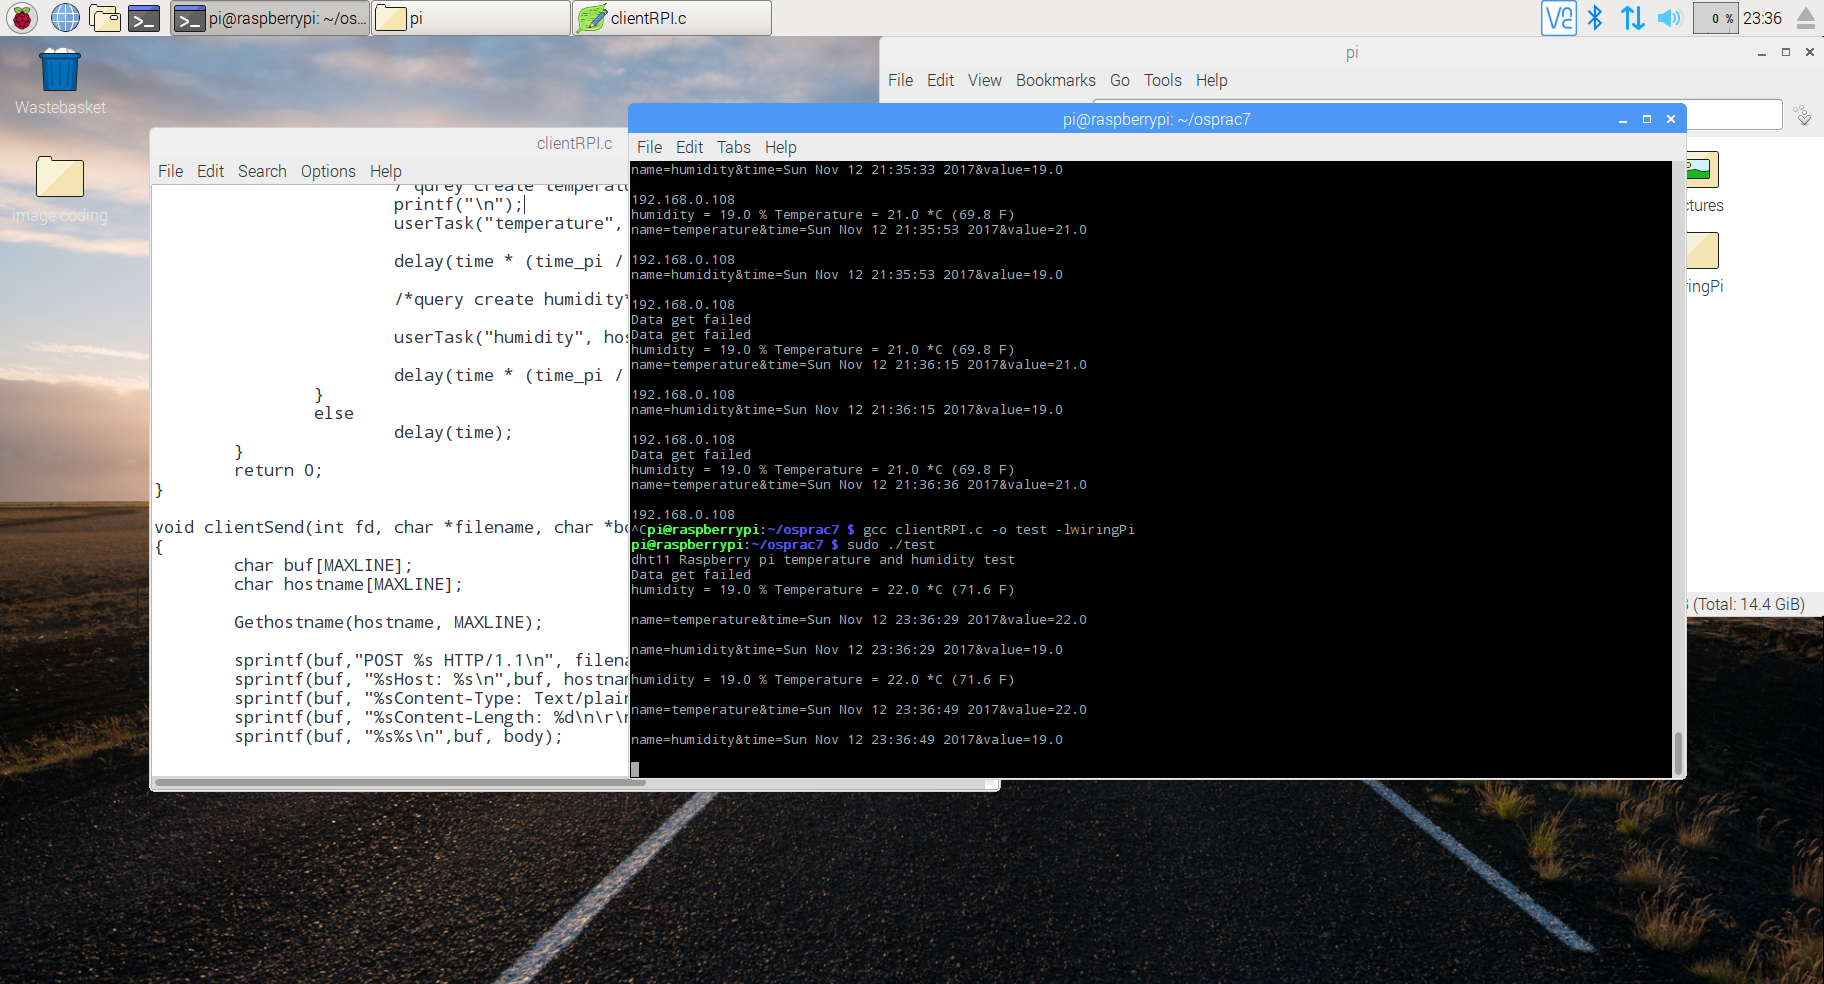 pi@raspberrypi: ~/os...
pi
clientRPI.c
0 %
23:36
Wastebasket
Image coding
pi
File Edit View Bookmarks Go Tools Help
clientRPI.c
File Edit Search Options Help
printf("\n");
userTask("temperature",
delay(time * (time_pi /
/*query create humidity*
userTask("humidity", hos
delay(time * (time_pi /
}
else
delay(time);
}
return 0;
}
void clientSend(int fd, char *filename, char *bo
{
char buf[MAXLINE];
char hostname[MAXLINE];
Gethostname(hostname, MAXLINE);
sprintf(buf,"POST %s HTTP/1.1\n", filena
sprintf(buf, "%sHost: %s\n",buf, hostnam
sprintf(buf, "%sContent-Type: Text/plain
sprintf(buf, "%sContent-Length: %d\n\r\n
sprintf(buf, "%s%s\n",buf, body);
pi@raspberrypi: ~/osprac7
File Edit Tabs Help
name=humidity&time=Sun Nov 12 21:35:33 2017&value=19.0
192.168.0.108
humidity = 19.0 % Temperature = 21.0 *C (69.8 F)
name=temperature&time=Sun Nov 12 21:35:53 2017&value=21.0
192.168.0.108
name=humidity&time=Sun Nov 12 21:35:53 2017&value=19.0
192.168.0.108
Data get failed
Data get failed
humidity = 19.0 % Temperature = 21.0 *C (69.8 F)
name=temperature&time=Sun Nov 12 21:36:15 2017&value=21.0
192.168.0.108
name=humidity&time=Sun Nov 12 21:36:15 2017&value=19.0
192.168.0.108
Data get failed
humidity = 19.0 % Temperature = 21.0 *C (69.8 F)
name=temperature&time=Sun Nov 12 21:36:36 2017&value=21.0
192.168.0.108
^Cpi@raspberrypi:~/osprac7 $ gcc clientRPI.c -o test -lwiringPi
pi@raspberrypi:~/osprac7 $ sudo ./test
dht11 Raspberry pi temperature and humidity test
Data get failed
humidity = 19.0 % Temperature = 22.0 *C (71.6 F)
name=temperature&time=Sun Nov 12 23:36:29 2017&value=22.0
name=humidity&time=Sun Nov 12 23:36:29 2017&value=19.0
humidity = 19.0 % Temperature = 22.0 *C (71.6 F)
name=temperature&time=Sun Nov 12 23:36:49 2017&value=22.0
name=humidity&time=Sun Nov 12 23:36:49 2017&value=19.0
ctures
ringPi
(Total: 14.4 GiB)